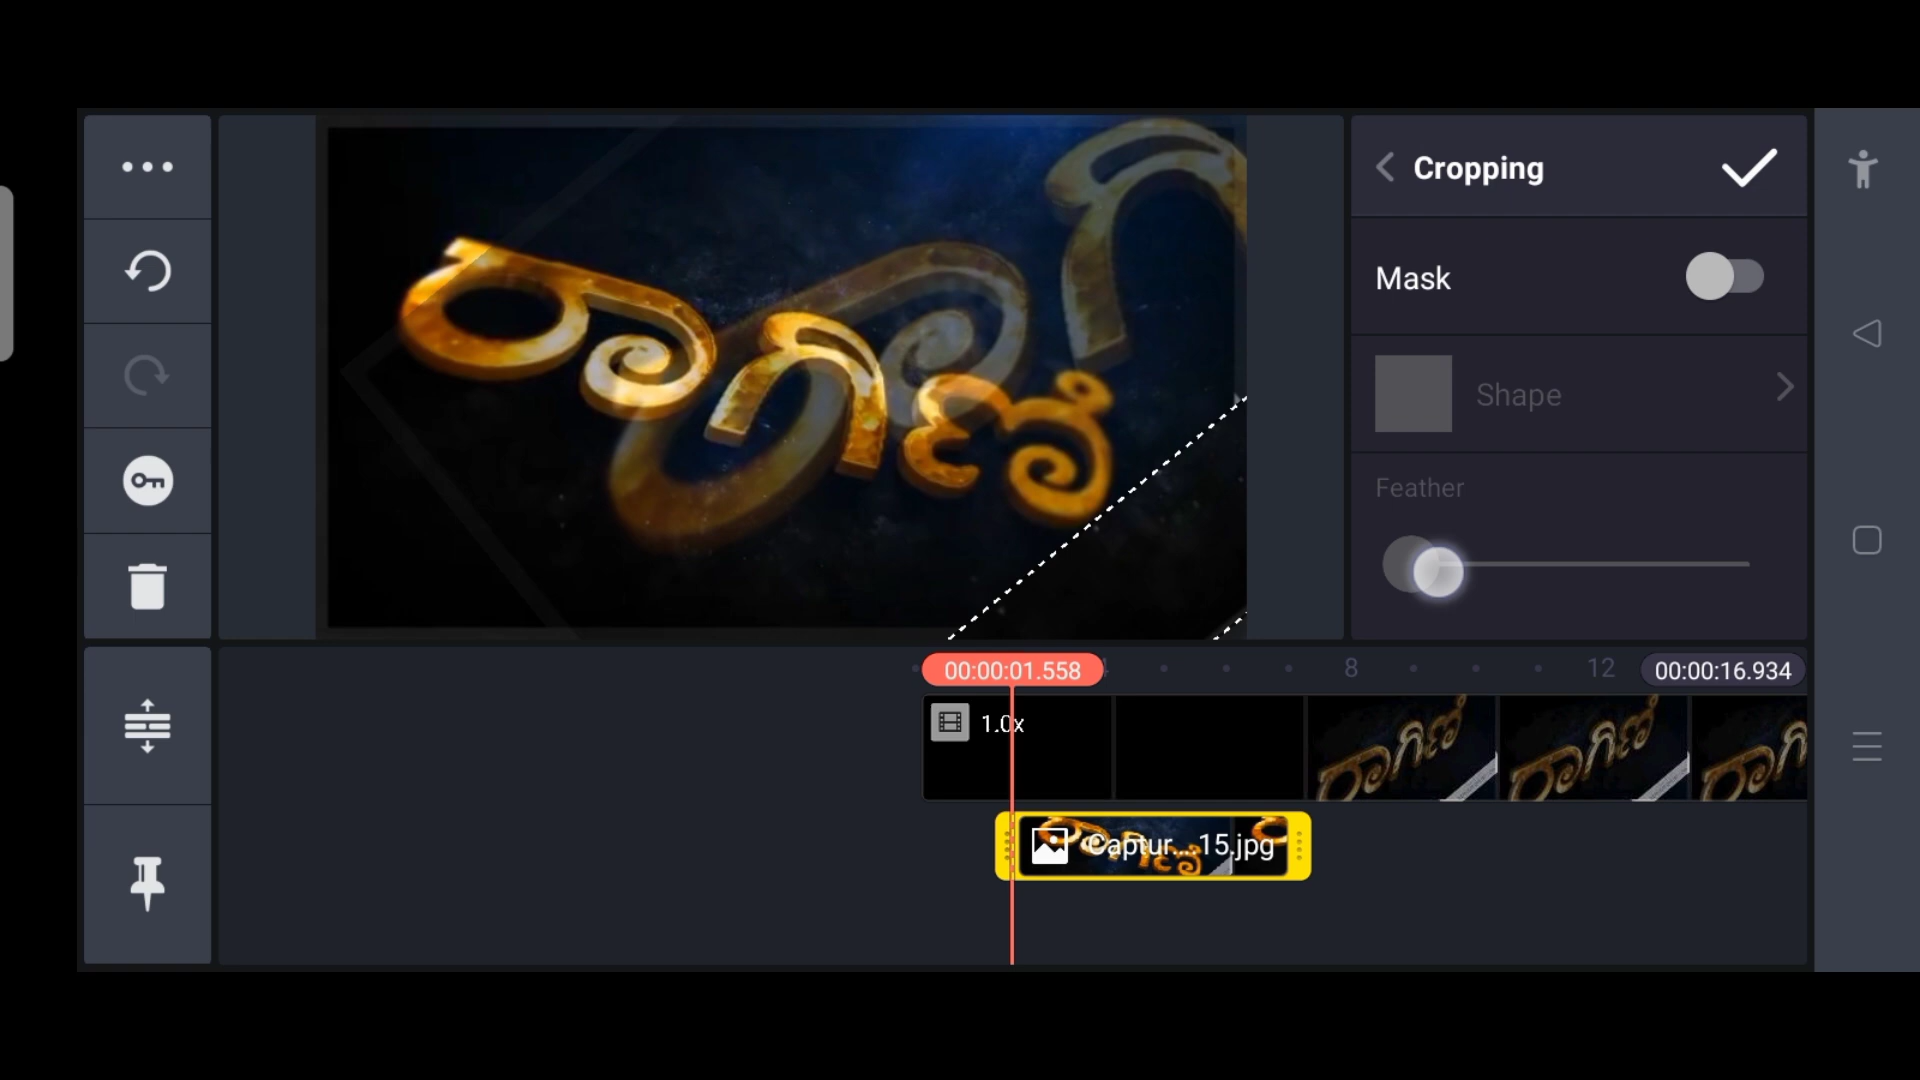 Cropping
Mask
Shape
Feather
ರಾಗಿಣಿ
00:00:01.558
8
12
00:00:16.934
1.0x
Captur....15.jpg